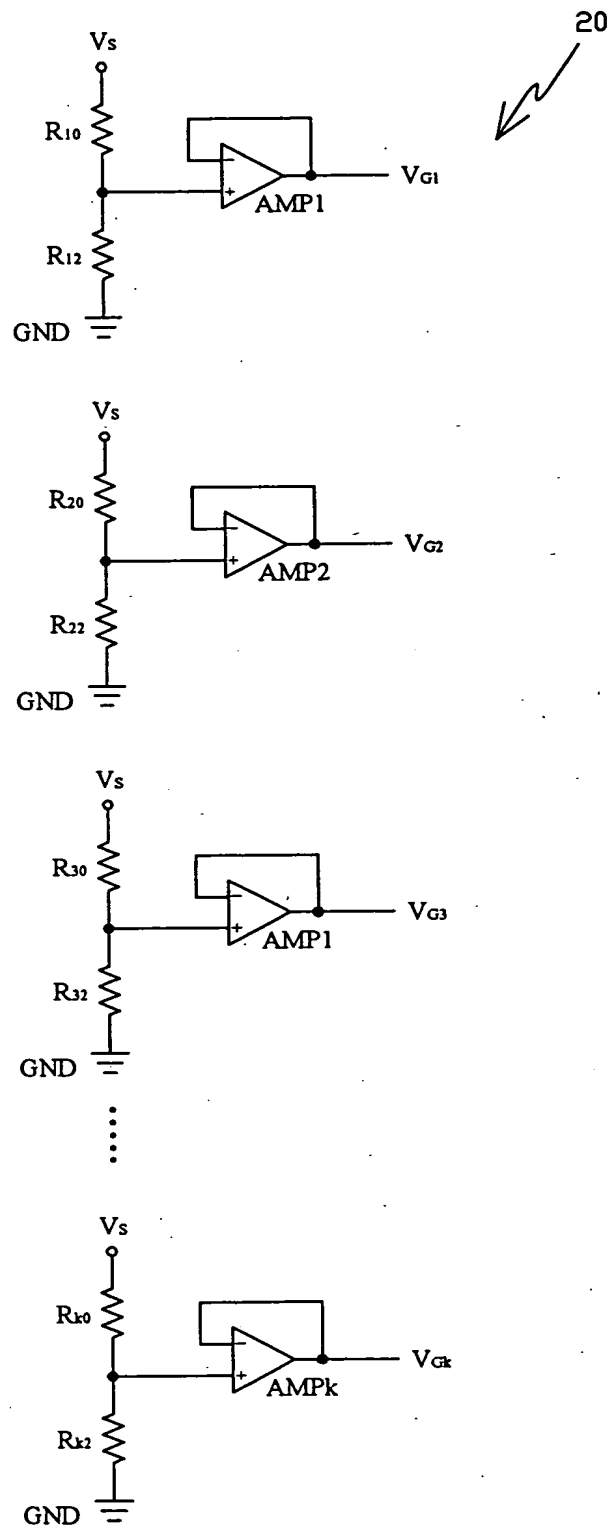 20
Vs
R10
AMP1
VG1
R12
GND
Vs
R20
AMP2
VG2
R22
GND
Vs
R30
AMP1
VG3
R32
GND
Vs
Rk0
AMPk
VGk
Rk2
GND